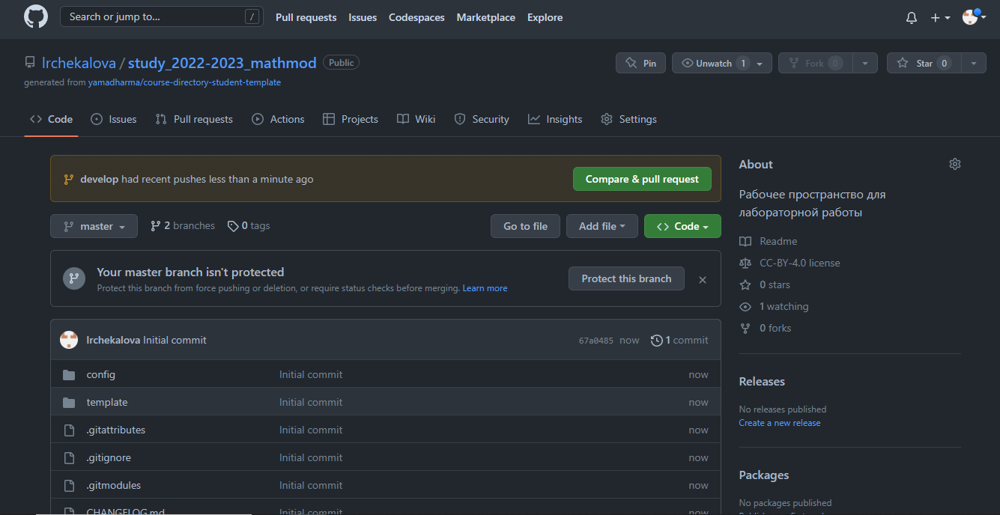 Search or jump to... /
Pull requests Issues Codespaces Marketplace Explore
lrchekalova / study_2022-2023_mathmod Public
generated from yamadharma/course-directory-student-template
Pin Unwatch 1 Fork 0 Star 0
Code Issues Pull requests Actions Projects Wiki Security Insights Settings
develop had recent pushes less than a minute ago Compare & pull request
master 2 branches 0 tags Go to file Add file Code
Your master branch isn't protected
Protect this branch from force pushing or deletion, or require status checks before merging. Learn more
Protect this branch
lrchekalova Initial commit 67a0485 now 1 commit
config Initial commit now
template Initial commit now
.gitattributes Initial commit now
.gitignore Initial commit now
.gitmodules Initial commit now
CHANGELOG.md Initial commit now
About
Рабочее пространство для
лабораторной работы
Readme
CC-BY-4.0 license
0 stars
1 watching
0 forks
Releases
No releases published
Create a new release
Packages
No packages published